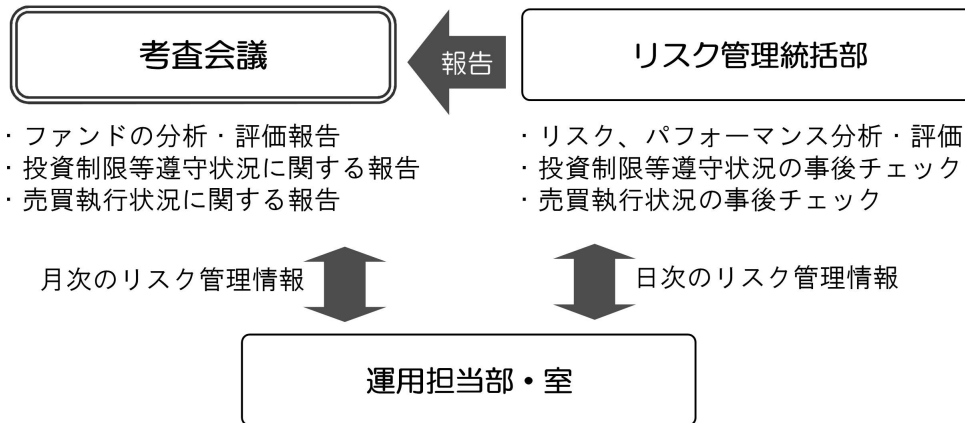 考査会議
報告
リスク管理統括部
・ファンドの分析・評価報告
・投資制限等遵守状況に関する報告
・売買執行状況に関する報告
・リスク、パフォーマンス分析・評価
・投資制限等遵守状況の事後チェック
・売買執行状況の事後チェック
月次のリスク管理情報
日次のリスク管理情報
運用担当部・室